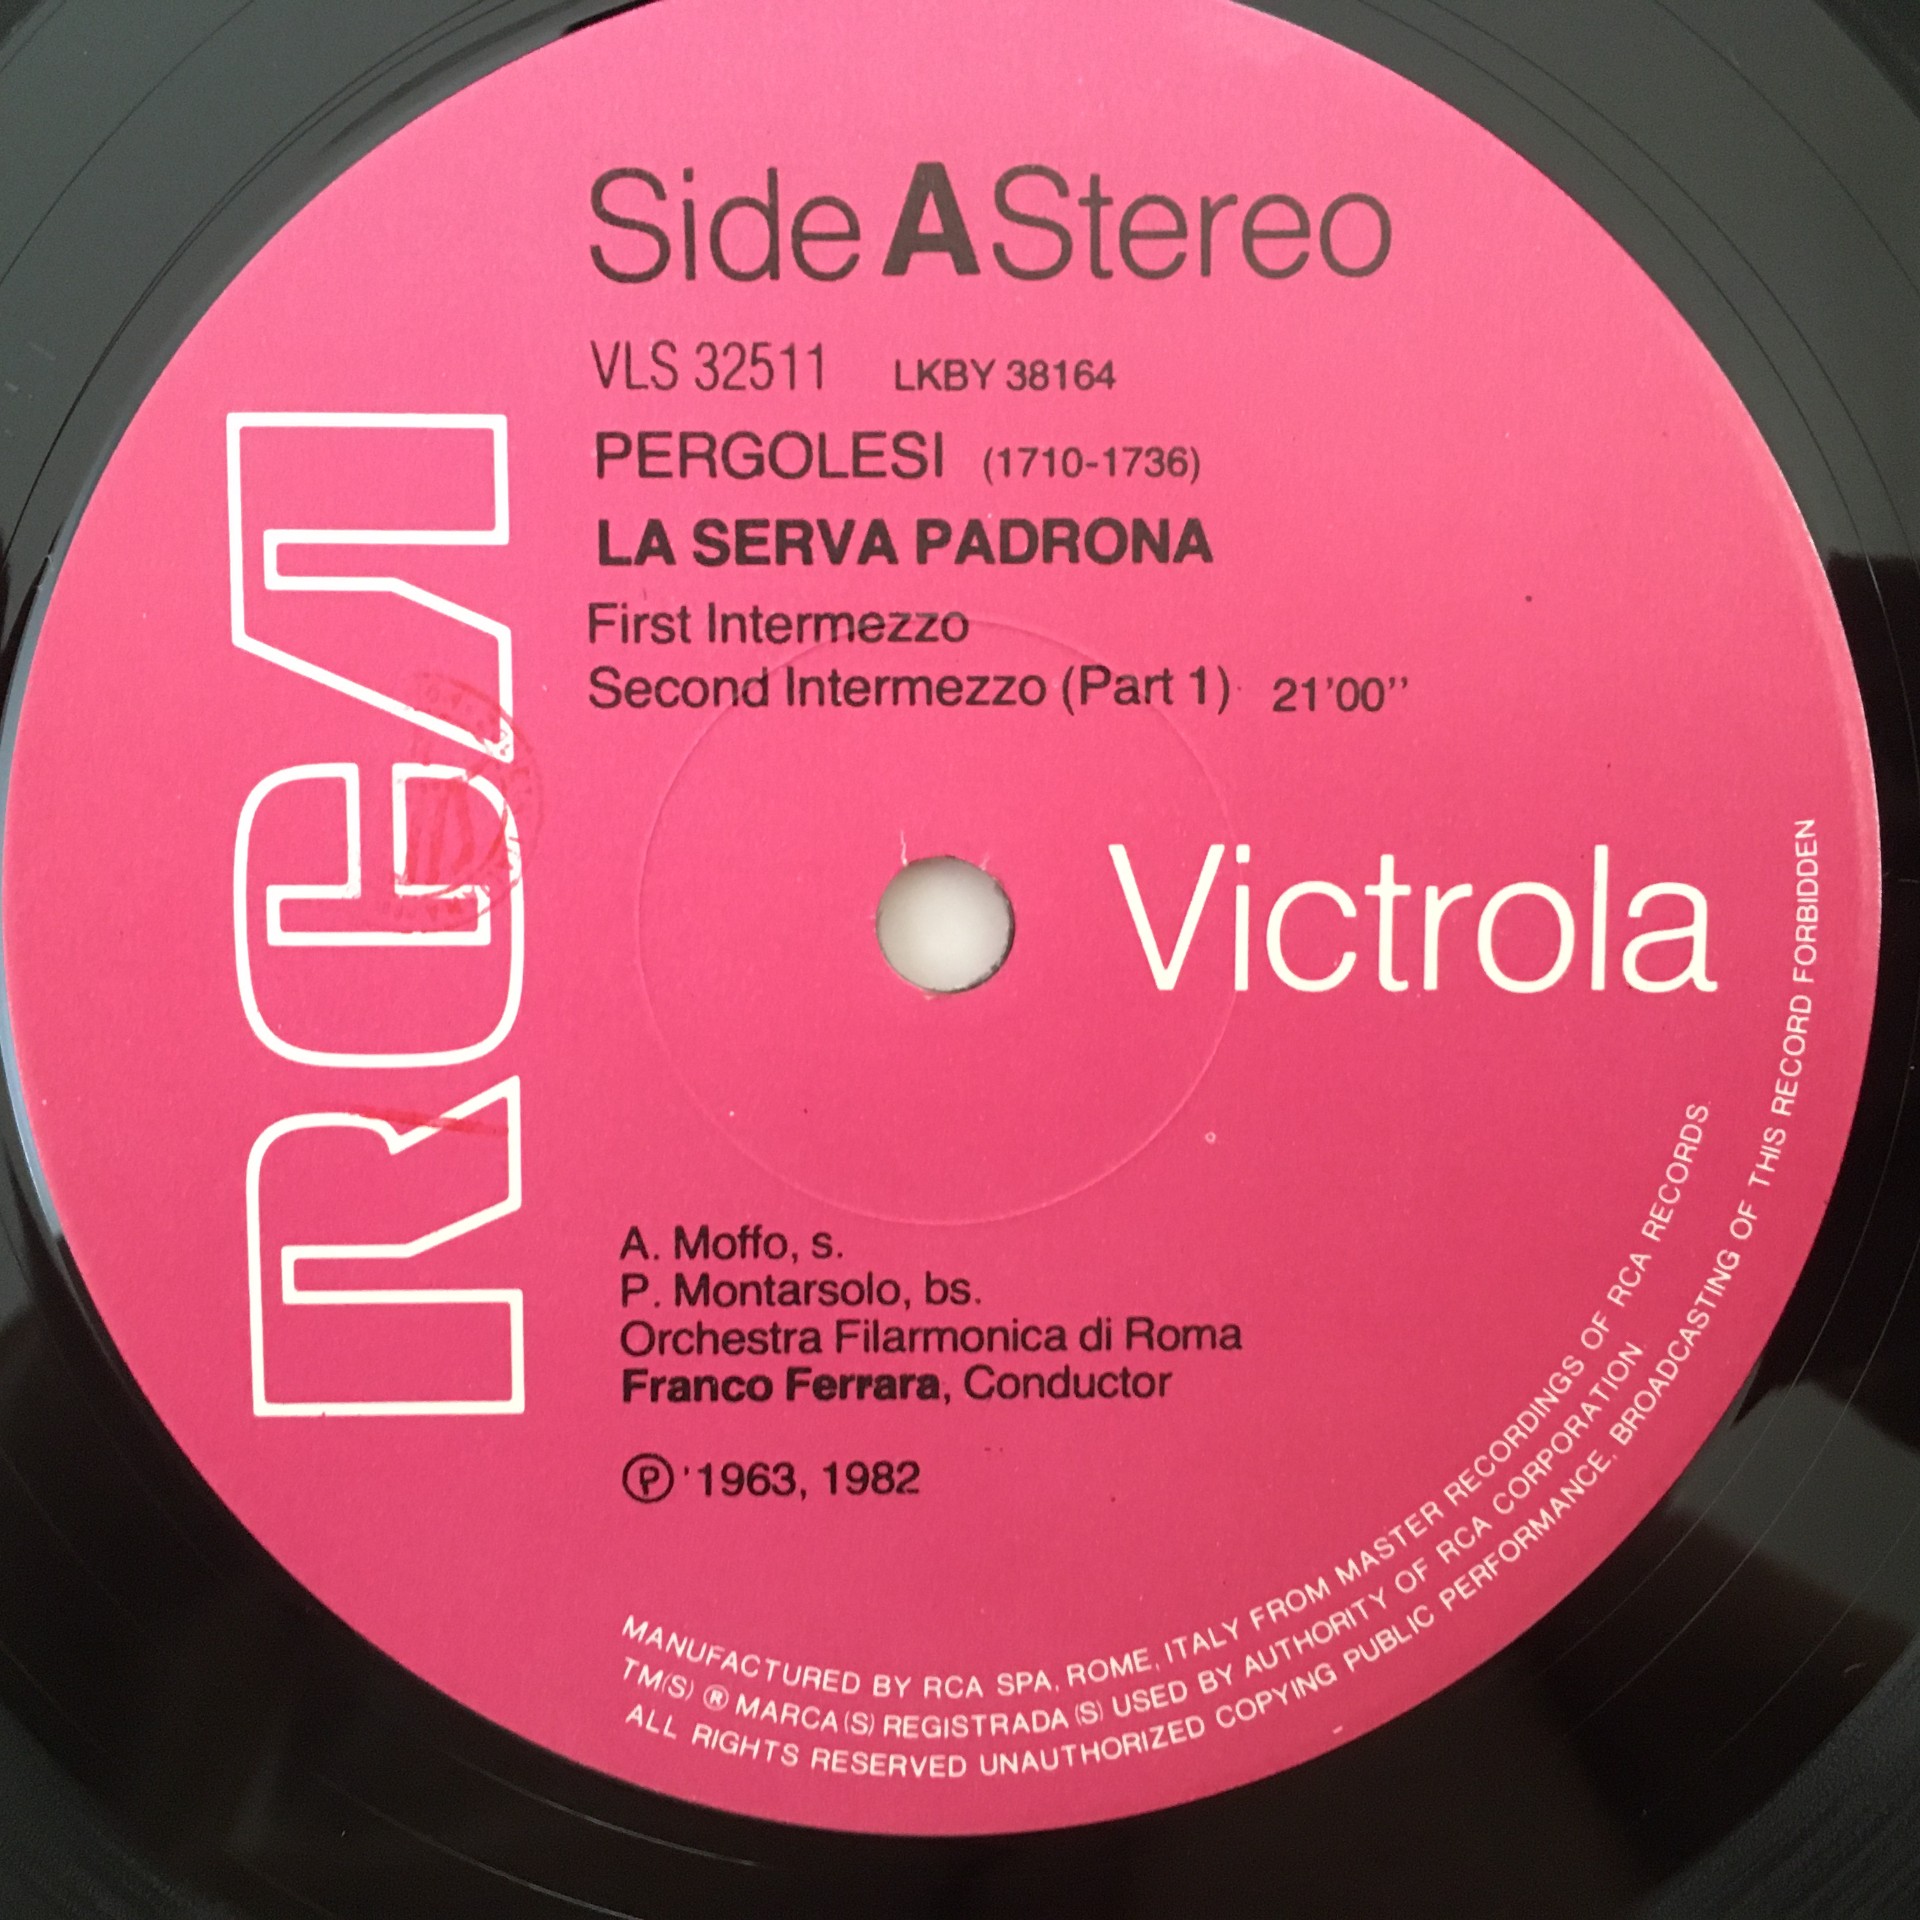 Side A Stereo
VLS 32511 LKBY 38164
PERGOLESI (1710-1736)
LA SERVA PADRONA
First Intermezzo
Second Intermezzo (Part 1) 21'00''
RCA
Victrola
A. Moffo, s.
P. Montarsolo, bs.
Orchestra Filarmonica di Roma
Franco Ferrara, Conductor
℗ '1963, 1982
MANUFACTURED BY RCA SPA, ROME, ITALY FROM MASTER RECORDINGS OF RCA RECORDS.
TM(S) ® MARCA(S) REGISTRADA(S) USED BY AUTHORITY OF RCA CORPORATION.
ALL RIGHTS RESERVED UNAUTHORIZED COPYING PUBLIC PERFORMANCE, BROADCASTING OF THIS RECORD FORBIDDEN